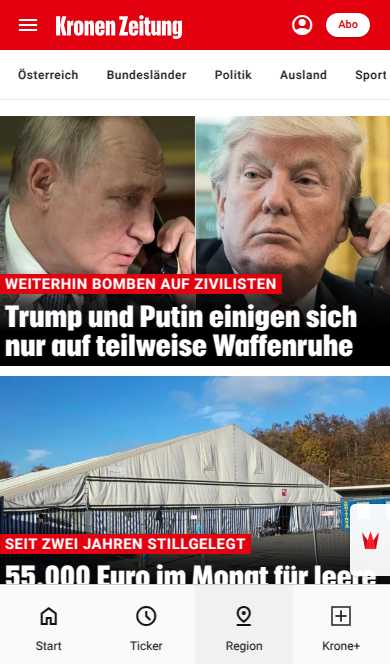 Kronen Zeitung
Abo
Österreich Bundesländer Politik Ausland Sport
WEITERHIN BOMBEN AUF ZIVILISTEN
Trump und Putin einigen sich
nur auf teilweise Waffenruhe
SEIT ZWEI JAHREN STILLGELEGT
55.000 Euro im Monat für leere
Start Ticker Region Krone+